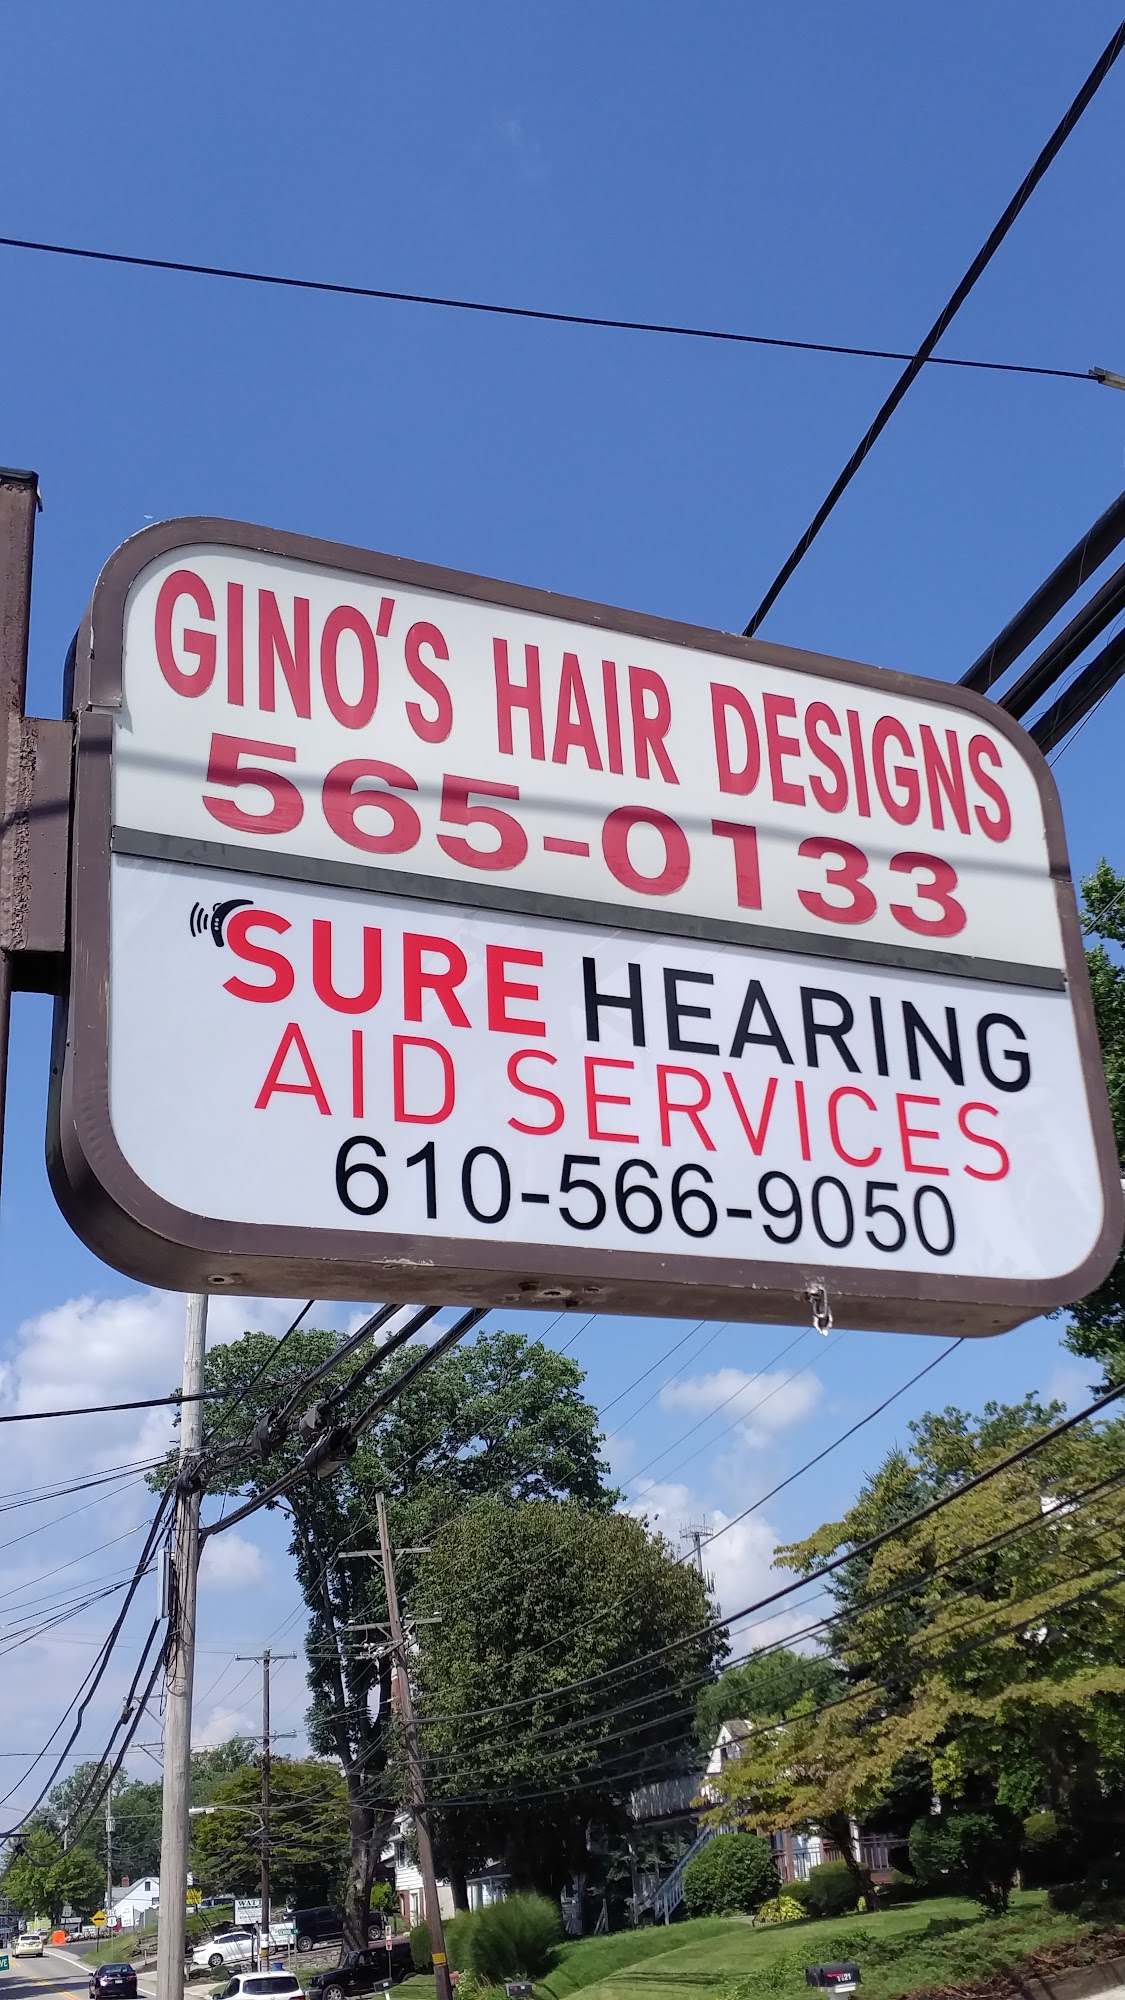 GINO'S HAIR DESIGNS
565-0133
SURE HEARING
AID SERVICES
610-566-9050